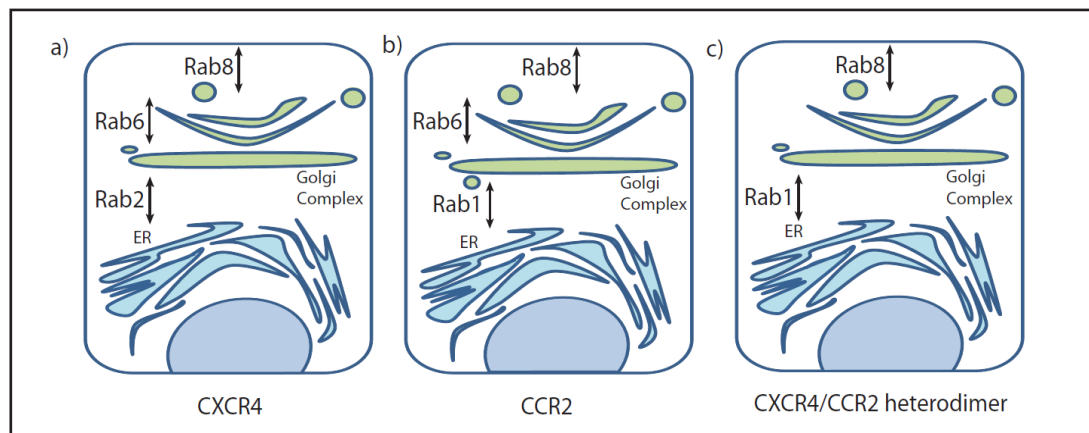 a)
Rab8
Rab6
Rab2
Golgi
Complex
ER
CXCR4
b)
Rab8
Rab6
Rab1
Golgi
Complex
ER
CCR2
c)
Rab8
Rab1
Golgi
Complex
ER
CXCR4/CCR2 heterodimer